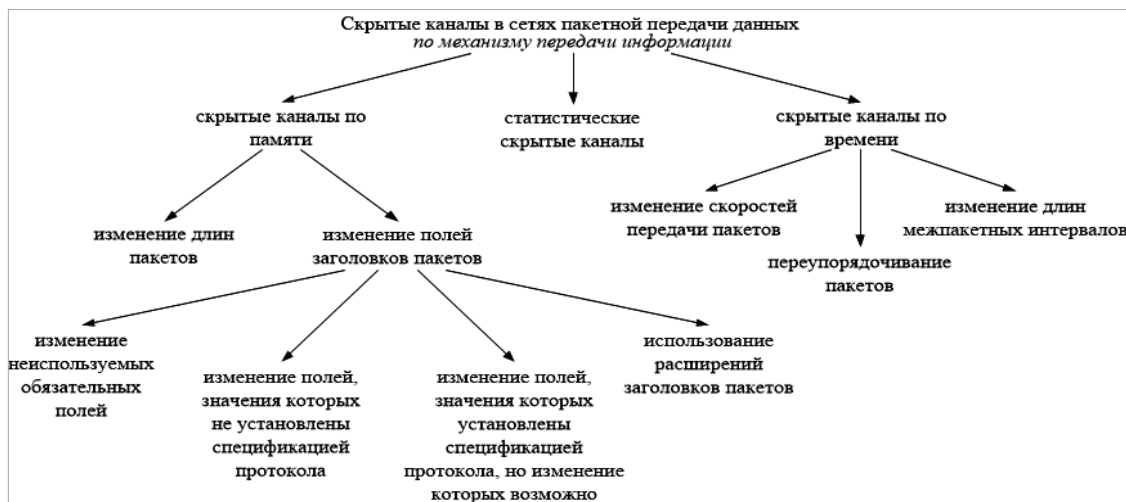 Скрытые каналы в сетях пакетной передачи данных
по механизму передачи информации
скрытые каналы по
памяти
статистические
скрытые каналы
скрытые каналы по
времени
изменение длин
пакетов
изменение полей
заголовков пакетов
изменение скоростей
передачи пакетов
переупорядочивание
пакетов
изменение длин
межпакетных интервалов
изменение
неиспользуемых
обязательных
полей
изменение полей,
значения которых
не установлены
спецификацией
протокола
изменение полей,
значения которых
установлены
спецификацией
протокола, но изменение
которых возможно
использование
расширений
заголовков пакетов